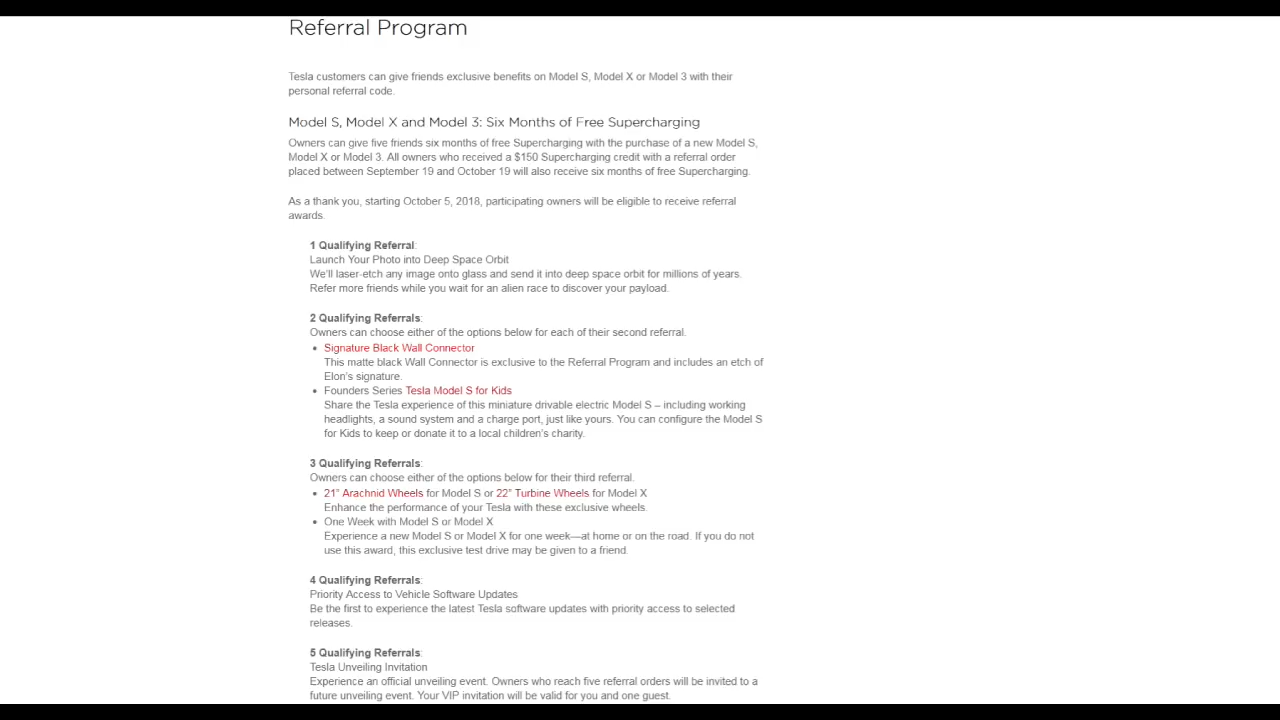 Referral Program
Tesla customers can give friends exclusive benefits on Model S, Model X or Model 3 with their
personal referral code.
Model S, Model X and Model 3: Six Months of Free Supercharging
Owners can give five friends six months of free Supercharging with the purchase of a new Model S,
Model X or Model 3. All owners who received a $150 Supercharging credit with a referral order
placed between September 19 and October 19 will also receive six months of free Supercharging.
As a thank you, starting October 5, 2018, participating owners will be eligible to receive referral
awards.
1 Qualifying Referral:
Launch Your Photo into Deep Space Orbit
We'll laser-etch any image onto glass and send it into deep space orbit for millions of years.
Refer more friends while you wait for an alien race to discover your payload.
2 Qualifying Referrals:
Owners can choose either of the options below for each of their second referral.
• Signature Black Wall Connector
This matte black Wall Connector is exclusive to the Referral Program and includes an etch of
Elon's signature.
• Founders Series Tesla Model S for Kids
Share the Tesla experience of this miniature drivable electric Model S – including working
headlights, a sound system and a charge port, just like yours. You can configure the Model S
for Kids to keep or donate it to a local children's charity.
3 Qualifying Referrals:
Owners can choose either of the options below for their third referral.
• 21" Arachnid Wheels for Model S or 22" Turbine Wheels for Model X
Enhance the performance of your Tesla with these exclusive wheels.
• One Week with Model S or Model X
Experience a new Model S or Model X for one week—at home or on the road. If you do not
use this award, this exclusive test drive may be given to a friend.
4 Qualifying Referrals:
Priority Access to Vehicle Software Updates
Be the first to experience the latest Tesla software updates with priority access to selected
releases.
5 Qualifying Referrals:
Tesla Unveiling Invitation
Experience an official unveiling event. Owners who reach five referral orders will be invited to a
future unveiling event. Your VIP invitation will be valid for you and one guest.